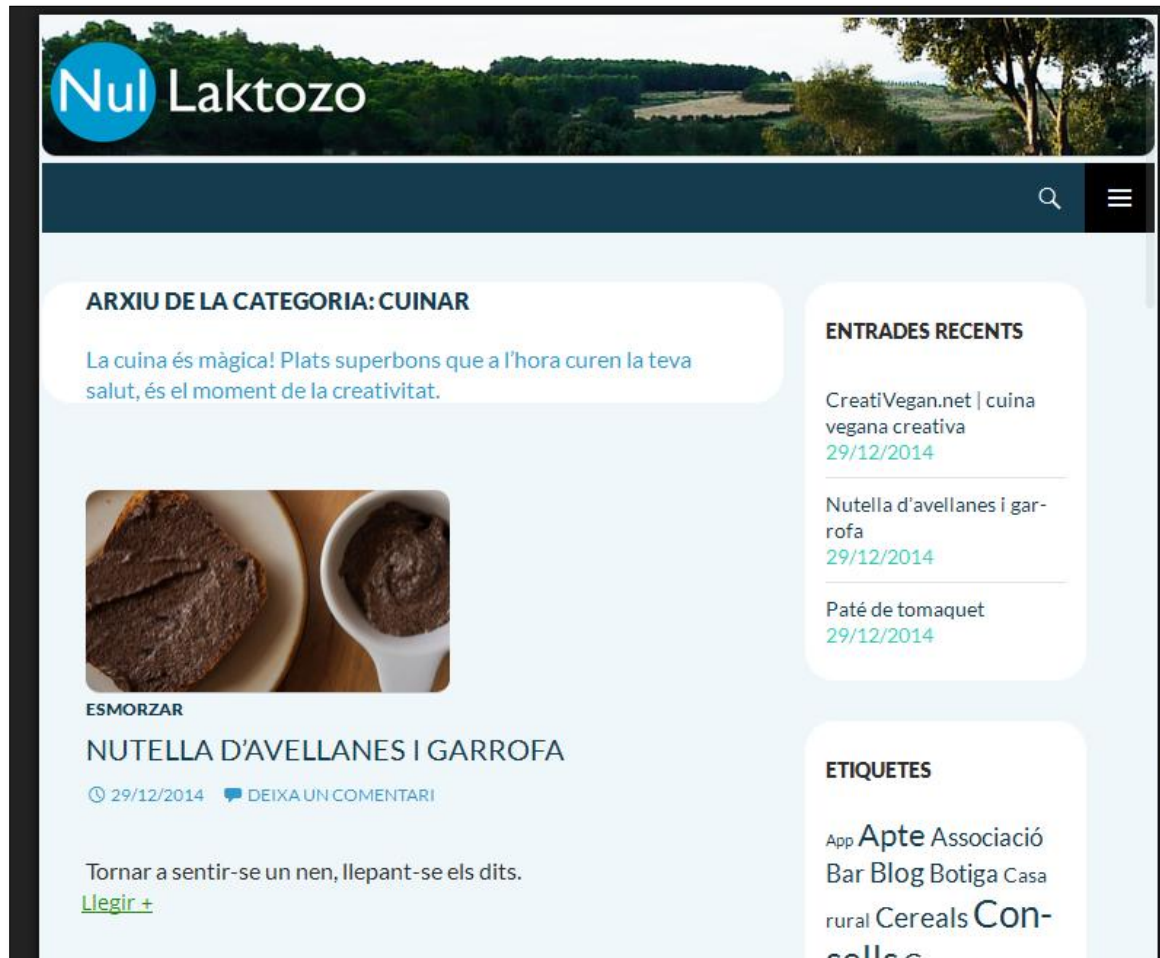 Nul Laktozo
ARXIU DE LA CATEGORIA: CUINAR
La cuina és màgica! Plats superbons que a l’hora curen la teva
salut, és el moment de la creativitat.
ESMORZAR
NUTELLA D’AVELLANES I GARROFA
29/12/2014 DEIXA UN COMENTARI
Tornar a sentir-se un nen, llepant-se els dits.
Llegir +
ENTRADES RECENTS
CreatiVegan.net | cuina
vegana creativa
29/12/2014
Nutella d’avellanes i gar-
rofa
29/12/2014
Paté de tomaquet
29/12/2014
ETIQUETES
App Apte Associació
Bar Blog Botiga Casa
rural Cereals Con-
sells